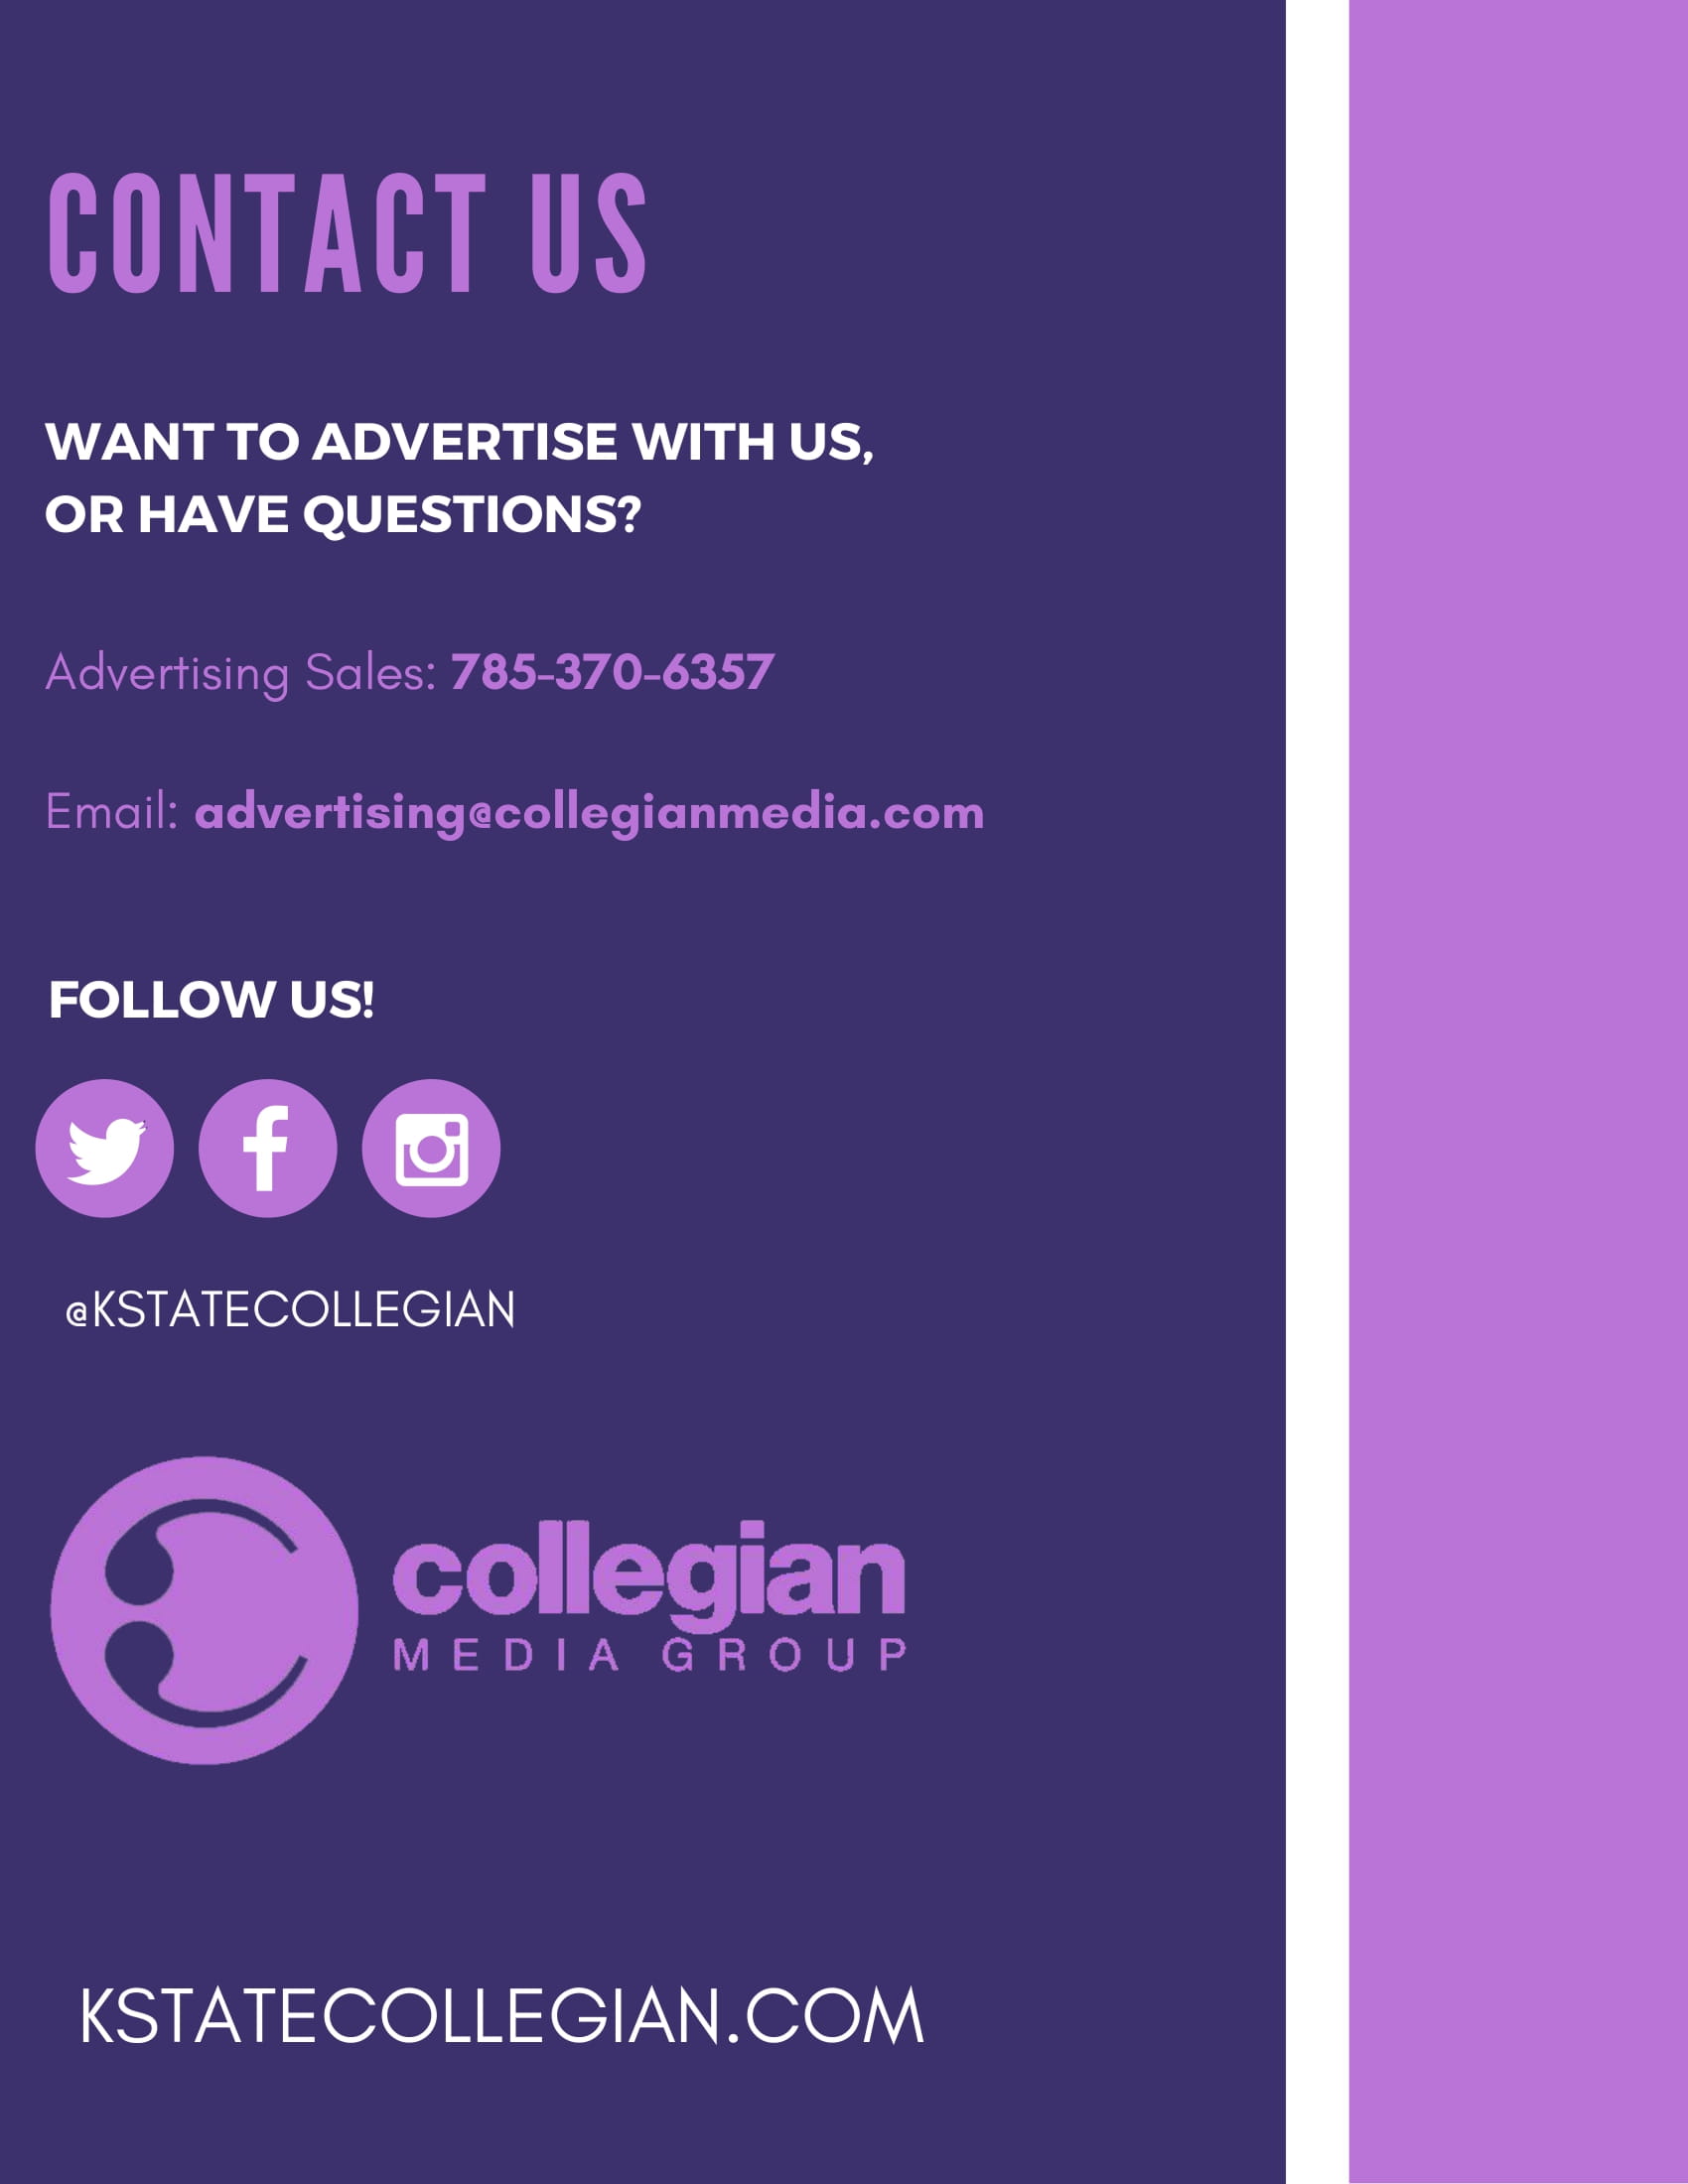 CONTACT US
WANT TO ADVERTISE WITH US,
OR HAVE QUESTIONS?
Advertising Sales: 785-370-6357
Email: advertising@collegianmedia.com
FOLLOW US!
@KSTATECOLLEGIAN
collegian
MEDIA GROUP
KSTATECOLLEGIAN.COM